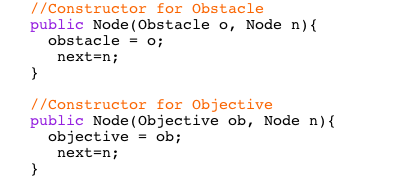 //Constructor for Obstacle
public Node(Obstacle o, Node n){
obstacle = o;
next=n;
}
//Constructor for Objective
public Node(Objective ob, Node n){
objective = ob;
next=n;
}